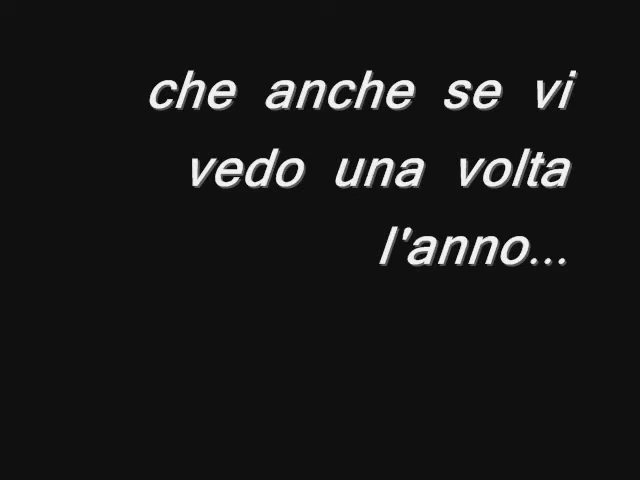 che anche se vi
vedo una volta
l'anno...